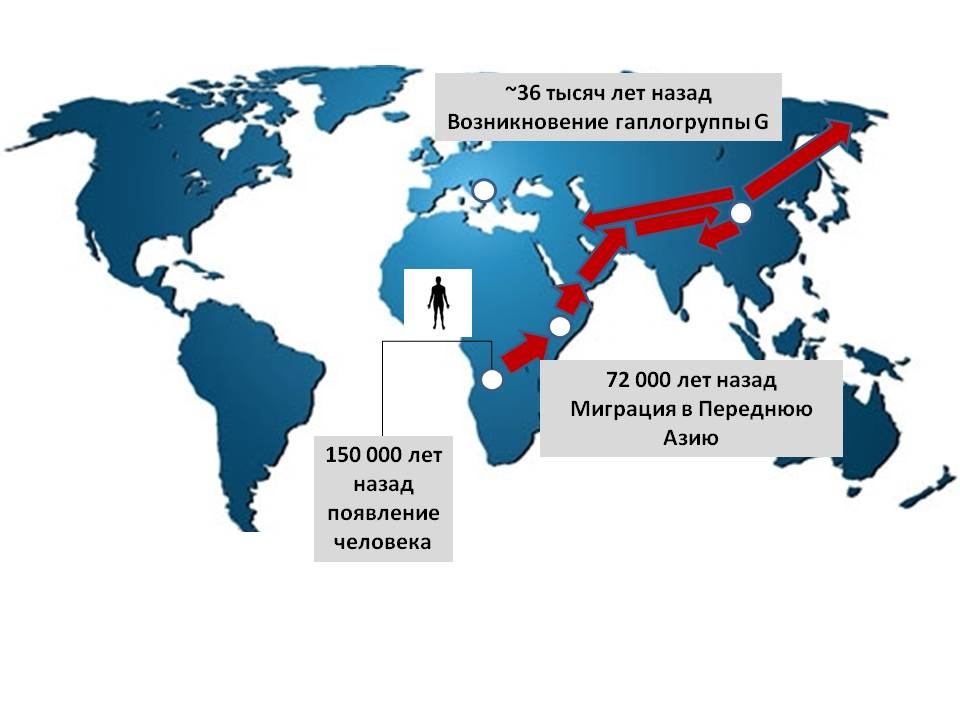 ~36 тысяч лет назад
Возникновение гаплогруппы G
72 000 лет назад
Миграция в Переднюю
Азию
150 000 лет
назад
появление
человека